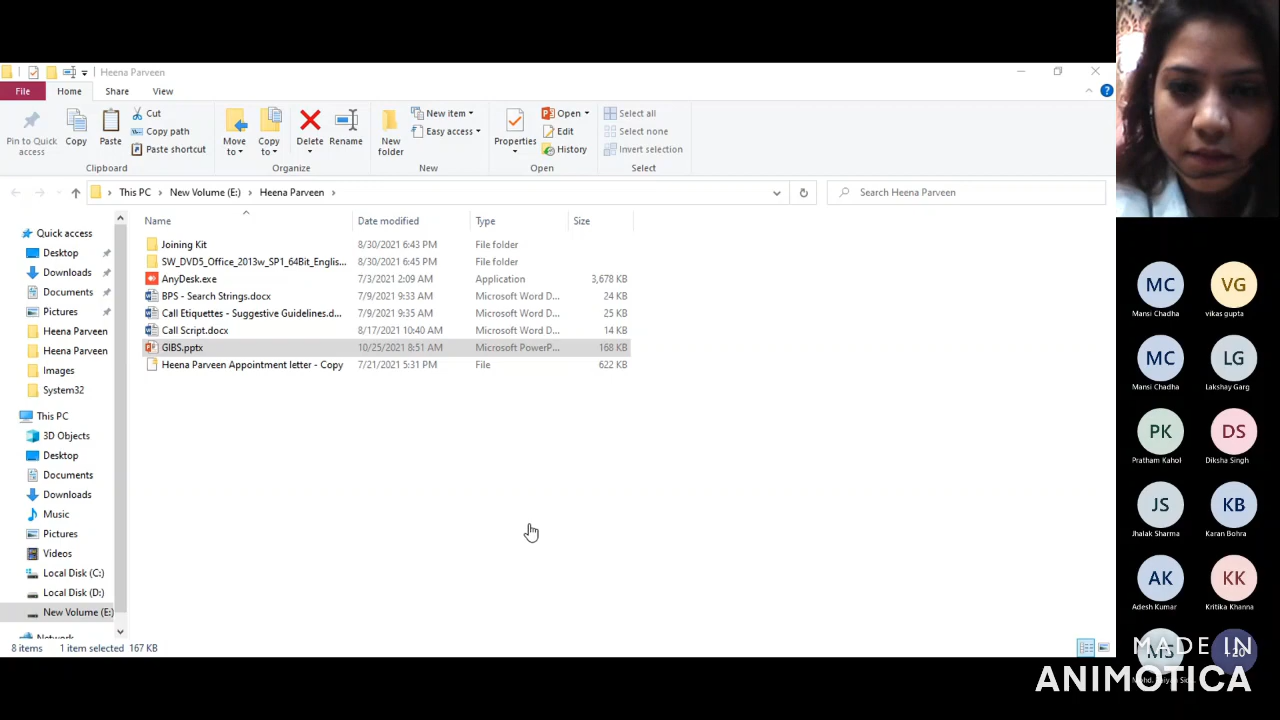 Heena Parveen
File Home Share View
Pin to Quick access
Copy
Paste
Cut
Copy path
Paste shortcut
Clipboard
Move to
Copy to
Delete
Rename
Organize
New folder
New item
Easy access
New
Properties
Open
Edit
History
Open
Select all
Select none
Invert selection
Select
This PC › New Volume (E:) › Heena Parveen ›
Search Heena Parveen
Quick access
Desktop
Downloads
Documents
Pictures
Heena Parveen
Heena Parveen
Images
System32
This PC
3D Objects
Desktop
Documents
Downloads
Music
Pictures
Videos
Local Disk (C:)
Local Disk (D:)
New Volume (E:)
Network
Name Date modified Type Size
Joining Kit 8/30/2021 6:43 PM File folder
SW_DVD5_Office_2013w_SP1_64Bit_Englis... 8/30/2021 6:45 PM File folder
AnyDesk.exe 7/3/2021 2:09 AM Application 3,678 KB
BPS - Search Strings.docx 7/9/2021 9:33 AM Microsoft Word D... 24 KB
Call Etiquettes - Suggestive Guidelines.d... 7/9/2021 9:35 AM Microsoft Word D... 25 KB
Call Script.docx 8/17/2021 10:40 AM Microsoft Word D... 14 KB
GIBS.pptx 10/25/2021 8:51 AM Microsoft PowerP... 168 KB
Heena Parveen Appointment letter - Copy 7/21/2021 5:31 PM File 622 KB
8 items 1 item selected 167 KB
MC VG
Mansi Chadha vikas gupta
MC LG
Mansi Chadha Lakshay Garg
PK DS
Pratham Kahol Diksha Singh
JS KB
Jhalak Sharma Karan Bohra
AK KK
Adesh Kumar Kritika Khanna
MS +20
MADE IN
ANIMOTICA